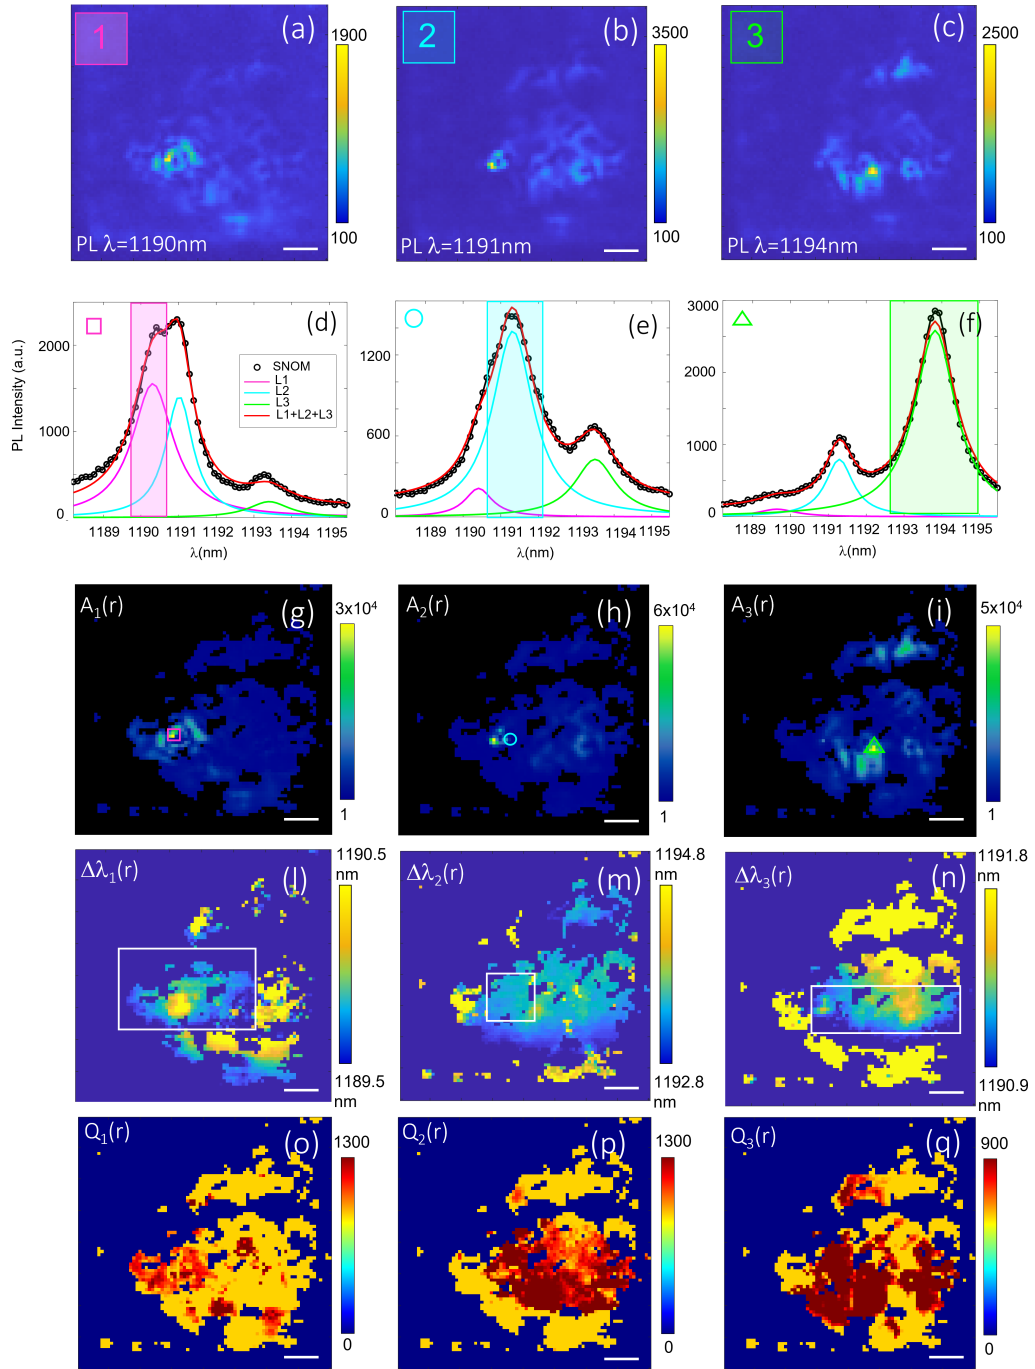 1
(a)
1900
100
PL λ=1190nm
2
(b)
3500
100
PL λ=1191nm
3
(c)
2500
100
PL λ=1194nm
PL Intensity (a.u.)
2000
1000
0
(d)
SNOM
L1
L2
L3
L1+L2+L3
1189 1190 1191 1192 1193 1194 1195
λ(nm)
1200
600
0
(e)
1189 1190 1191 1192 1193 1194 1195
λ(nm)
3000
2000
1000
0
(f)
1189 1190 1191 1192 1193 1194 1195
λ(nm)
A1(r)
(g)
3x10⁴
1
A2(r)
(h)
6x10⁴
1
A3(r)
(i)
5x10⁴
1
Δλ1(r)
(l)
1190.5
nm
1189.5
nm
Δλ2(r)
(m)
1194.8
nm
1192.8
nm
Δλ3(r)
(n)
1191.8
nm
1190.9
nm
Q1(r)
(o)
1300
0
Q2(r)
(p)
1300
0
Q3(r)
(q)
900
0